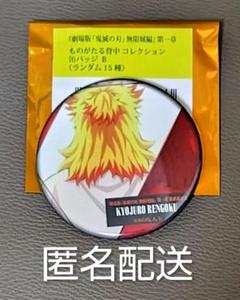 『劇場版「鬼滅の刃」無限城編』第一章
ものがたる背中 コレクション
缶バッジ B
(ランダム15種)
KYOJURO RENGOKU
匿名配送